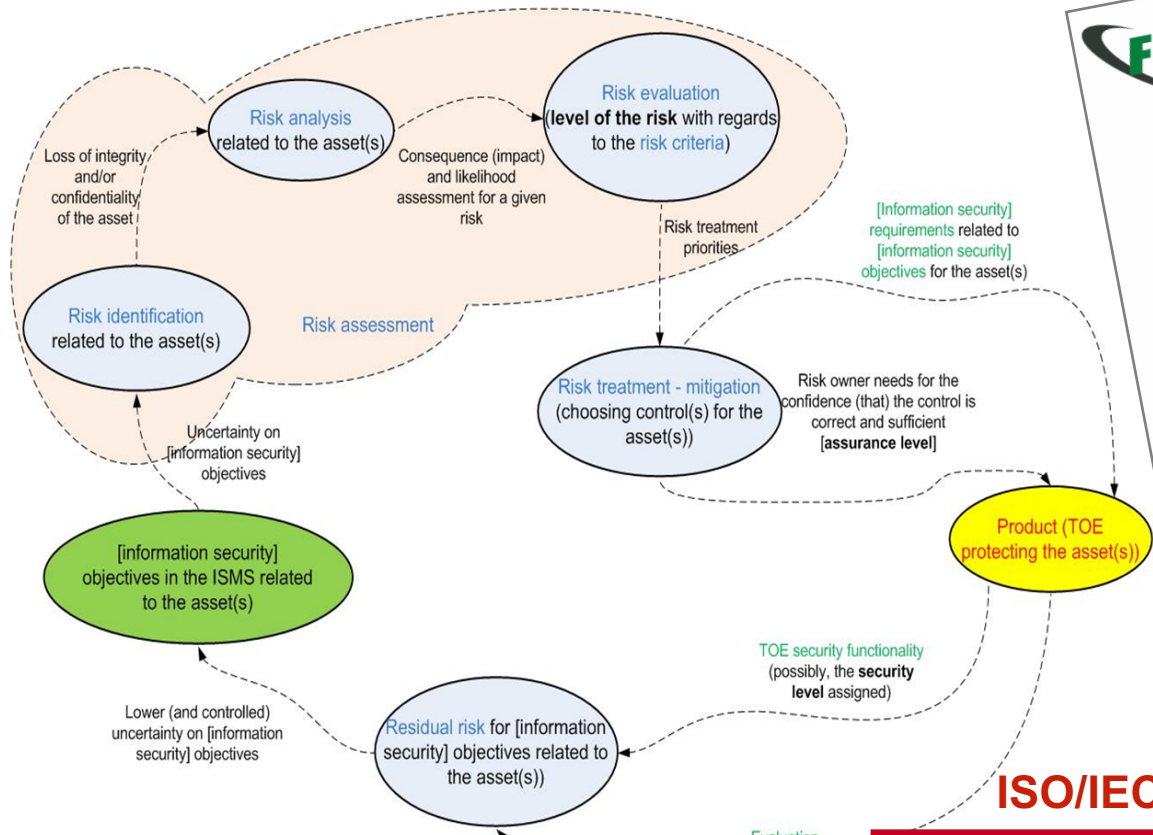 F
Risk analysis
related to the asset(s)
Risk evaluation
(level of the risk with regards
to the risk criteria)
Loss of integrity
and/or
confidentiality
of the asset
Consequence (impact)
and likelihood
assessment for a given
risk
Risk treatment
priorities
[Information security]
requirements related to
[information security]
objectives for the asset(s)
Risk identification
related to the asset(s)
Risk assessment
Risk treatment - mitigation
(choosing control(s) for the
asset(s))
Risk owner needs for the
confidence (that) the control is
correct and sufficient
[assurance level]
Uncertainty on
[information security]
objectives
Product (TOE
protecting the asset(s))
[information security]
objectives in the ISMS related
to the asset(s)
TOE security functionality
(possibly, the security
level assigned)
Lower (and controlled)
uncertainty on [information
security] objectives
Residual risk for [information
security] objectives related to
the asset(s))
ISO/IEC